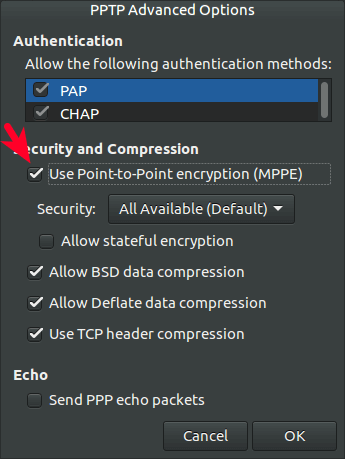 PPTP Advanced Options
Authentication
Allow the following authentication methods:
PAP
CHAP
Security and Compression
Use Point-to-Point encryption (MPPE)
Security: All Available (Default)
Allow stateful encryption
Allow BSD data compression
Allow Deflate data compression
Use TCP header compression
Echo
Send PPP echo packets
Cancel OK